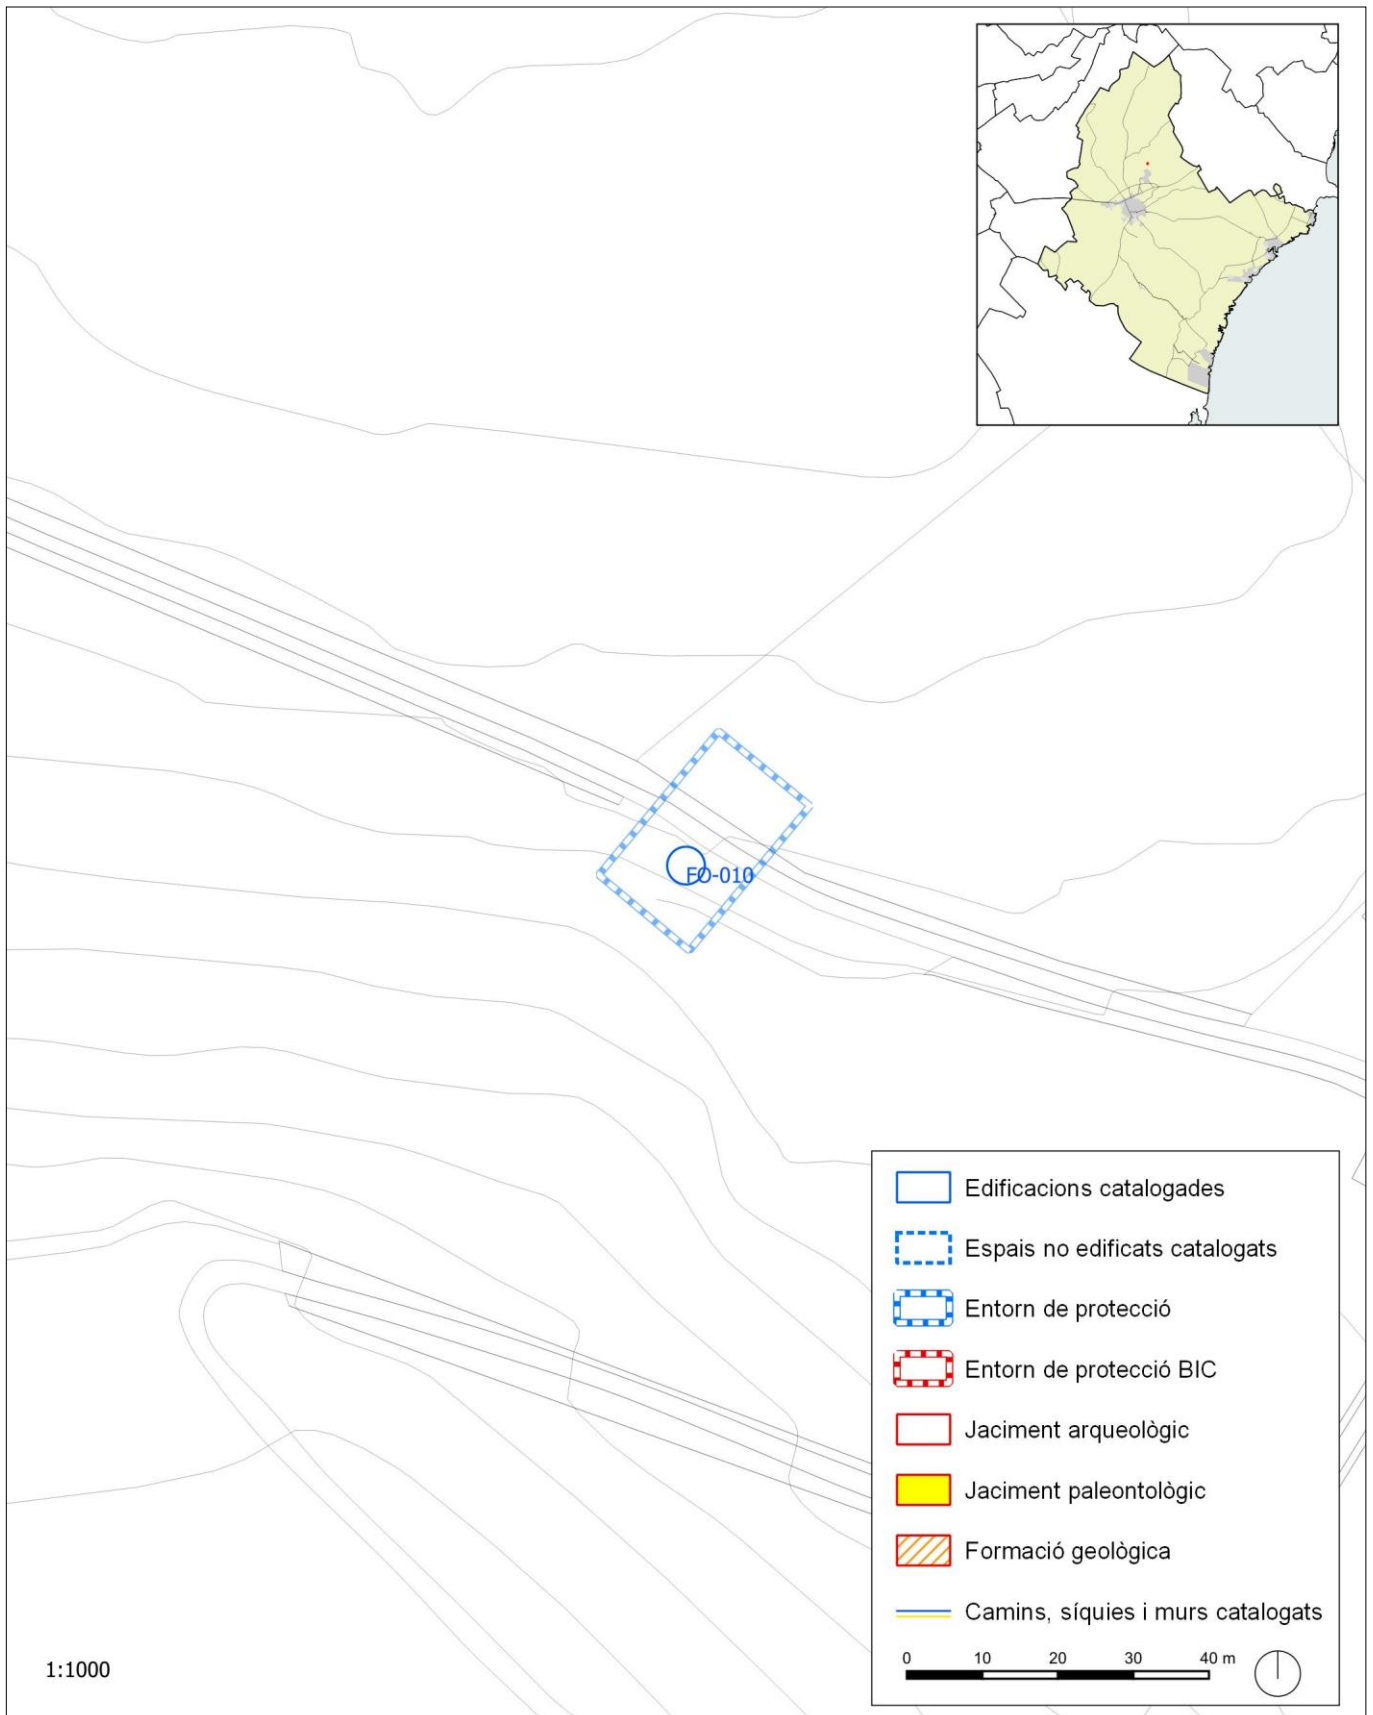 FO-010
Edificacions catalogades
Espais no edificats catalogats
Entorn de protecció
Entorn de protecció BIC
Jaciment arqueològic
Jaciment paleontològic
Formació geològica
Camins, síquies i murs catalogats
0 10 20 30 40 m
1:1000